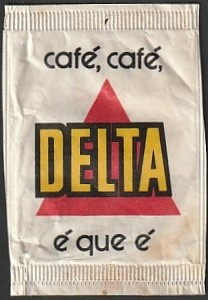 café, café,
DELTA
é que é